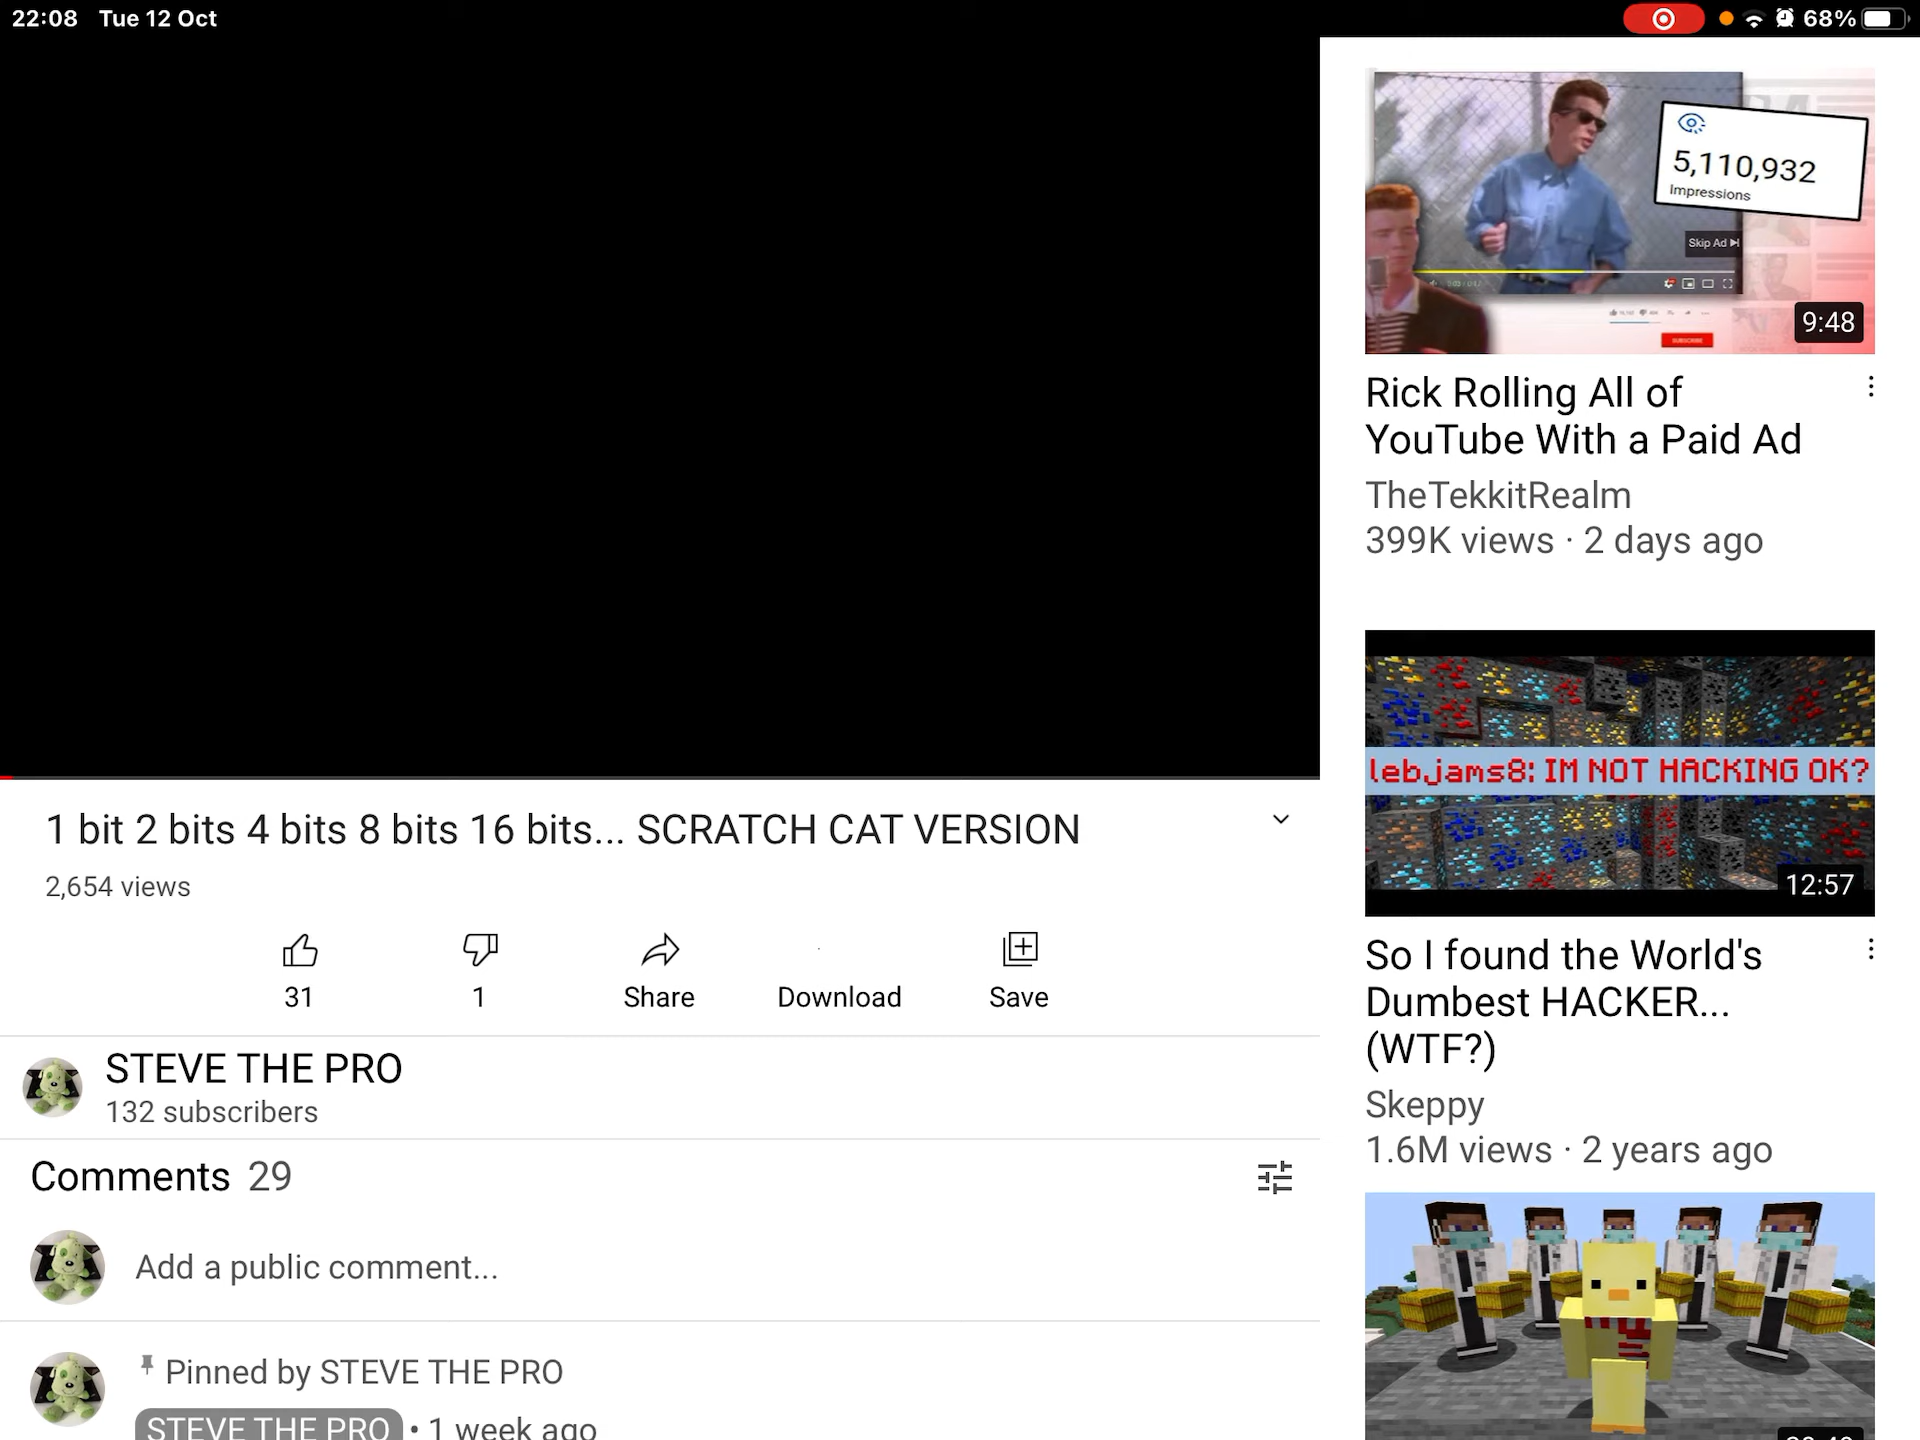 22:08 Tue 12 Oct
68%
1 bit 2 bits 4 bits 8 bits 16 bits... SCRATCH CAT VERSION
2,654 views
31
1
Share
Download
Save
STEVE THE PRO
132 subscribers
Comments 29
Add a public comment...
Pinned by STEVE THE PRO
STEVE THE PRO • 1 week ago
5,110,932
Impressions
Skip Ad
SUBSCRIBE
9:48
Rick Rolling All of
YouTube With a Paid Ad
TheTekkitRealm
399K views · 2 days ago
lebjams8: IM NOT HACKING OK?
12:57
So I found the World's
Dumbest HACKER...
(WTF?)
Skeppy
1.6M views · 2 years ago